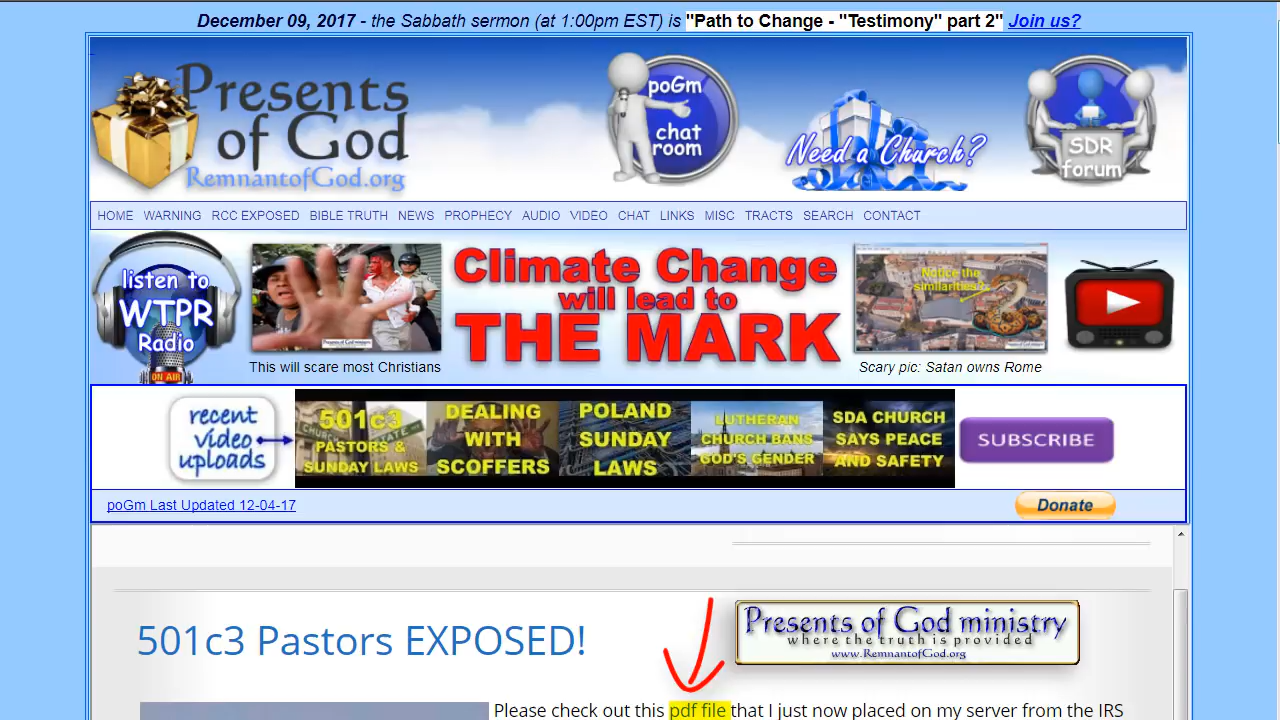 December 09, 2017 - the Sabbath sermon (at 1:00pm EST) is "Path to Change - "Testimony" part 2" Join us?
Presents
of God
RemnantofGod.org
poGm
chat
room
Need a Church?
SDR
forum
HOME WARNING RCC EXPOSED BIBLE TRUTH NEWS PROPHECY AUDIO VIDEO CHAT LINKS MISC TRACTS SEARCH CONTACT
listen to
WTPR
Radio
ON AIR
This will scare most Christians
Climate Change
will lead to
THE MARK
Notice the
similarities?
Scary pic: Satan owns Rome
recent
video
uploads
501c3
PASTORS &
SUNDAY LAWS
DEALING
WITH
SCOFFERS
POLAND
SUNDAY
LAWS
LUTHERAN
CHURCH BANS
GOD'S GENDER
SDA CHURCH
SAYS PEACE
AND SAFETY
SUBSCRIBE
poGm Last Updated 12-04-17
Donate
501c3 Pastors EXPOSED!
Presents of God ministry
where the truth is provided
www.RemnantofGod.org
Please check out this pdf file that I just now placed on my server from the IRS